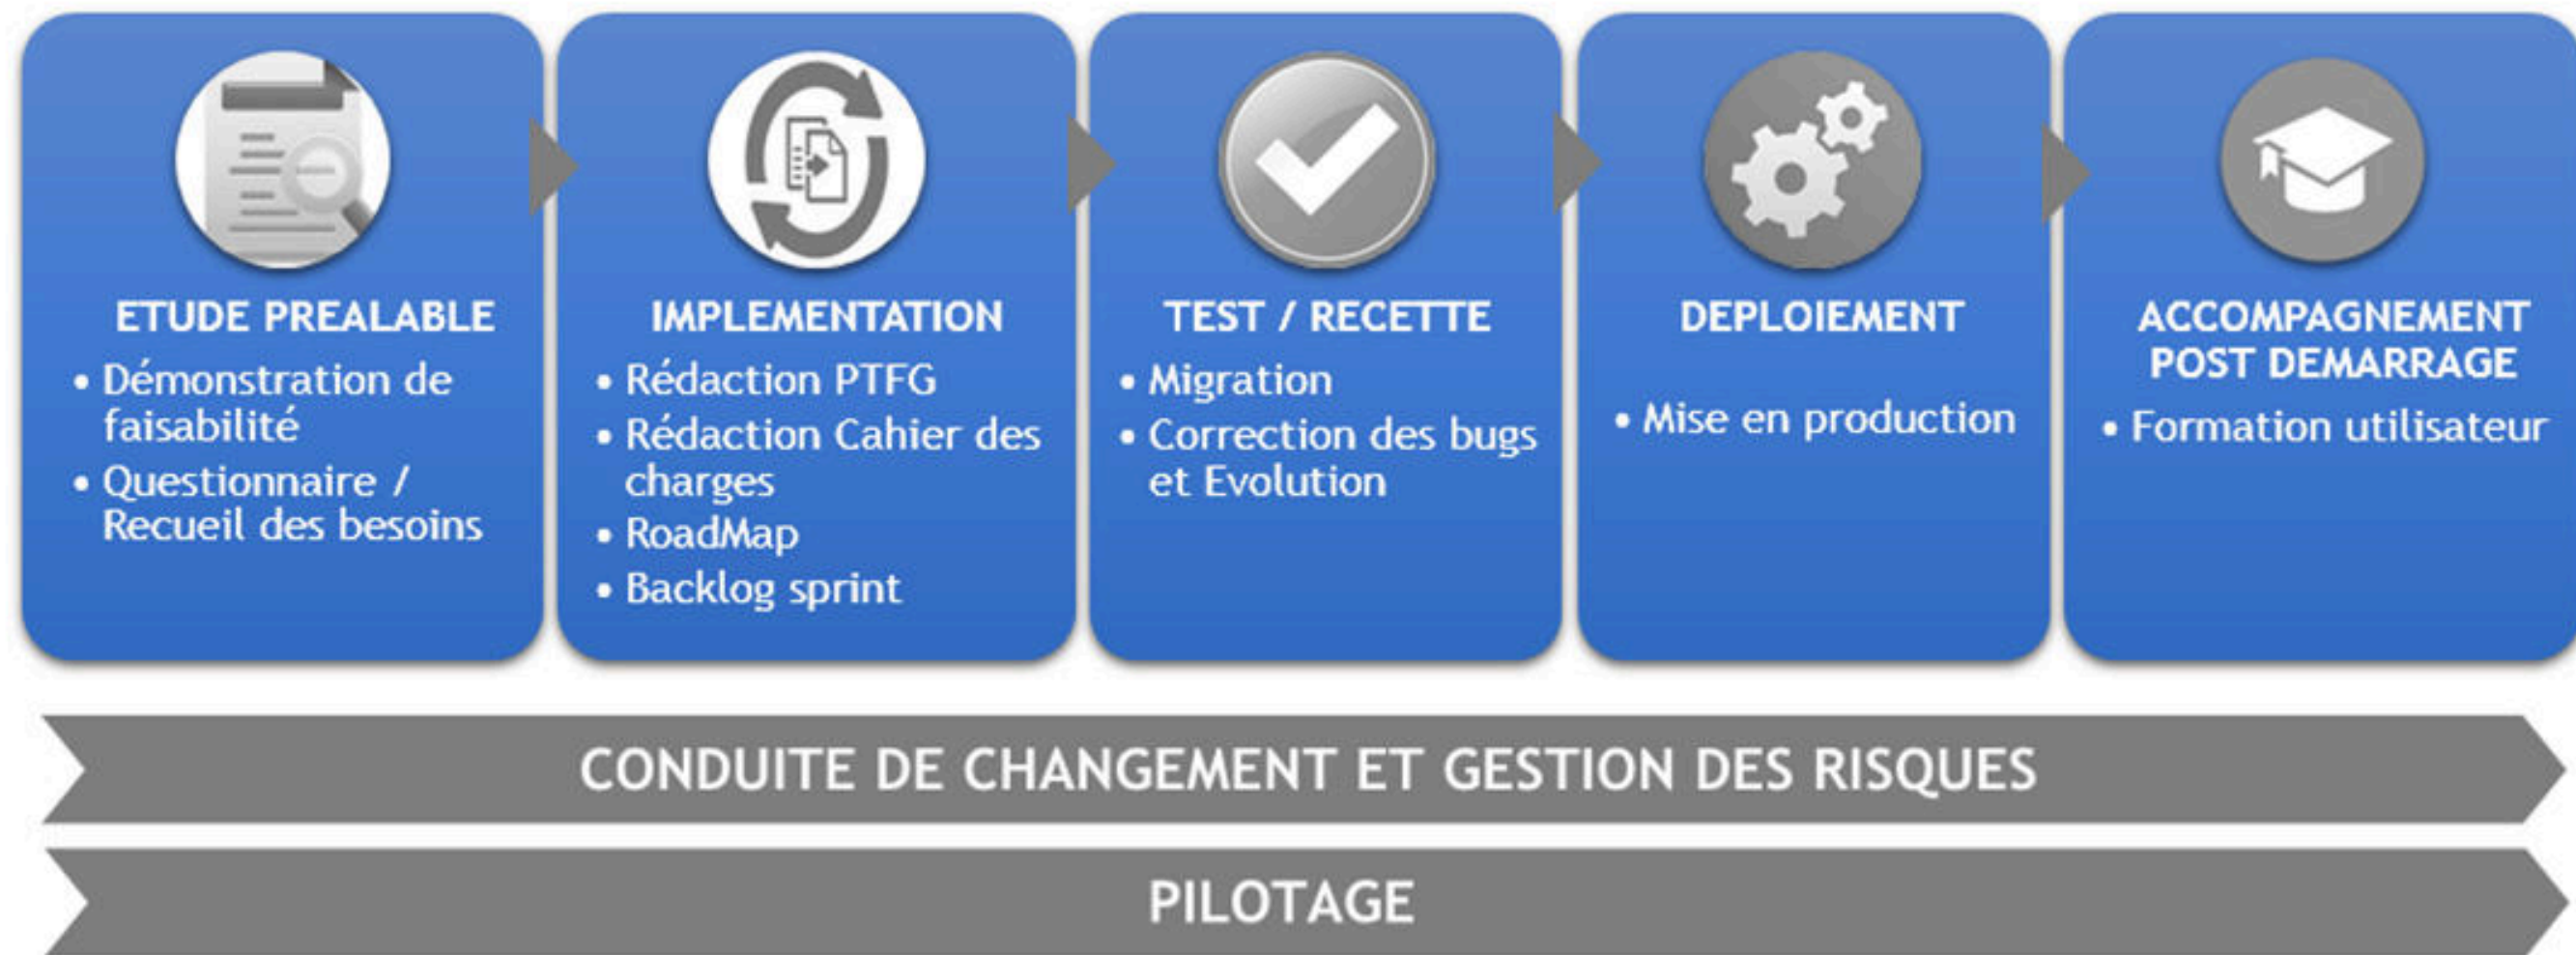 ETUDE PREALABLE
• Démonstration de
faisabilité
• Questionnaire /
Recueil des besoins
IMPLEMENTATION
• Rédaction PTFG
• Rédaction Cahier des
charges
• RoadMap
• Backlog sprint
TEST / RECETTE
• Migration
• Correction des bugs
et Evolution
DEPLOIEMENT
• Mise en production
ACCOMPAGNEMENT
POST DEMARRAGE
• Formation utilisateur
CONDUITE DE CHANGEMENT ET GESTION DES RISQUES
PILOTAGE